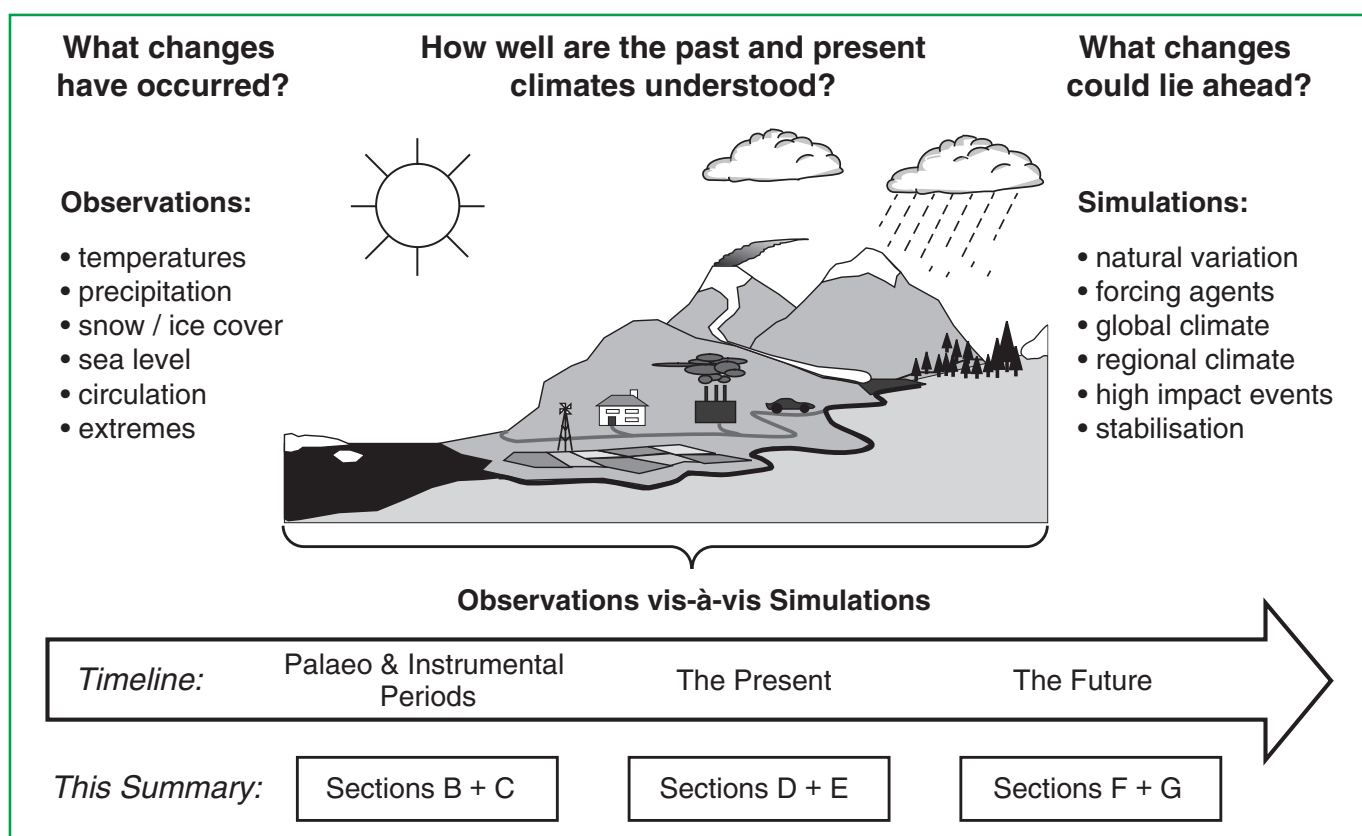 What changes
have occurred?
How well are the past and present
climates understood?
What changes
could lie ahead?
Observations:
• temperatures
• precipitation
• snow / ice cover
• sea level
• circulation
• extremes
Simulations:
• natural variation
• forcing agents
• global climate
• regional climate
• high impact events
• stabilisation
Observations vis-à-vis Simulations
Timeline:
Palaeo & Instrumental
Periods
The Present
The Future
This Summary:
Sections B + C
Sections D + E
Sections F + G